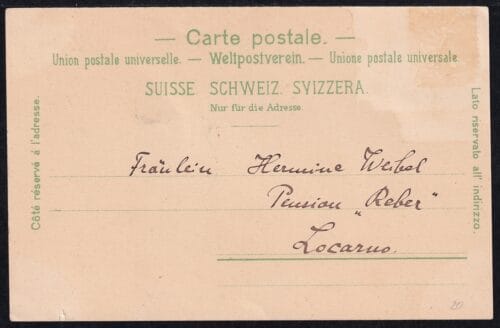 — Carte postale. —
Union postale universelle. — Weltpostverein. — Unione postale universale.
SUISSE. SCHWEIZ. SVIZZERA.
Nur für die Adresse.
Côté réservé à l'adresse.
Lato riservato all' indirizzo.
Fräulein Hermine Weibel
Pension „Reber"
Locarno.
20